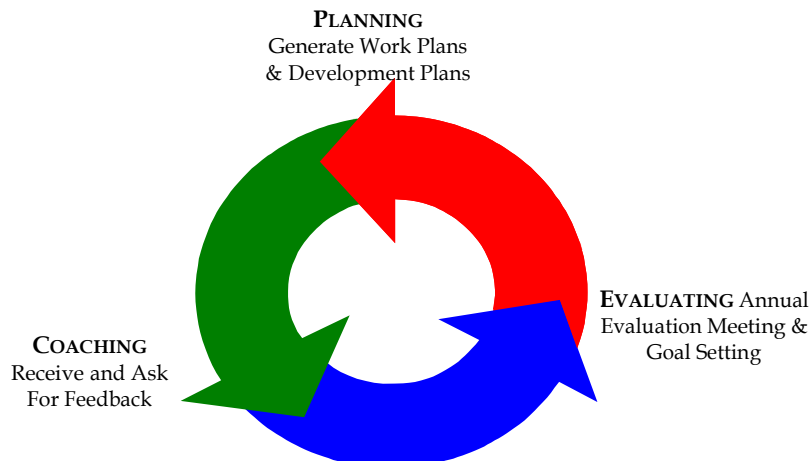 PLANNING
Generate Work Plans
& Development Plans
EVALUATING Annual
Evaluation Meeting &
Goal Setting
COACHING
Receive and Ask
For Feedback